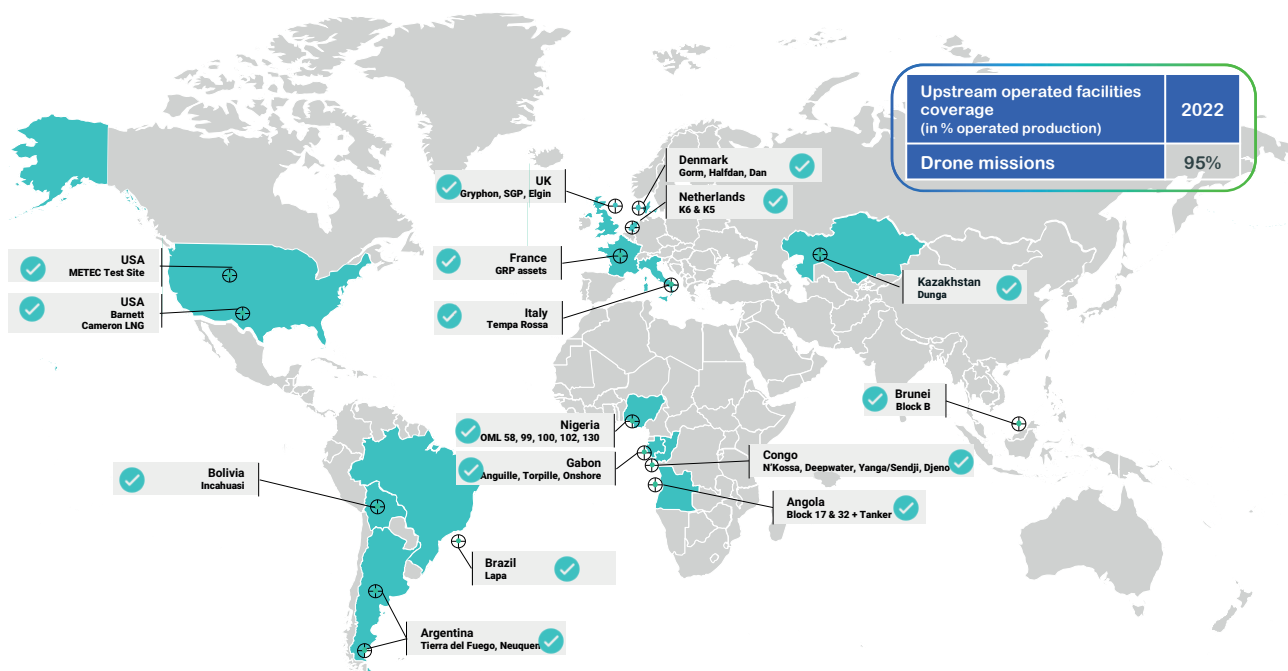 Upstream operated facilities
coverage
(in % operated production)
2022
Drone missions
95%
UK
Gryphon, SGP, Elgin
Denmark
Gorm, Halfdan, Dan
Netherlands
K6 & K5
USA
METEC Test Site
USA
Barnett
Cameron LNG
France
GRP assets
Italy
Tempa Rossa
Kazakhstan
Dunga
Brunei
Block B
Nigeria
OML 58, 99, 100, 102, 130
Gabon
Anguille, Torpille, Onshore
Congo
N'Kossa, Deepwater, Yanga/Sendji, Djeno
Angola
Block 17 & 32 + Tanker
Bolivia
Incahuasi
Brazil
Lapa
Argentina
Tierra del Fuego, Neuquen